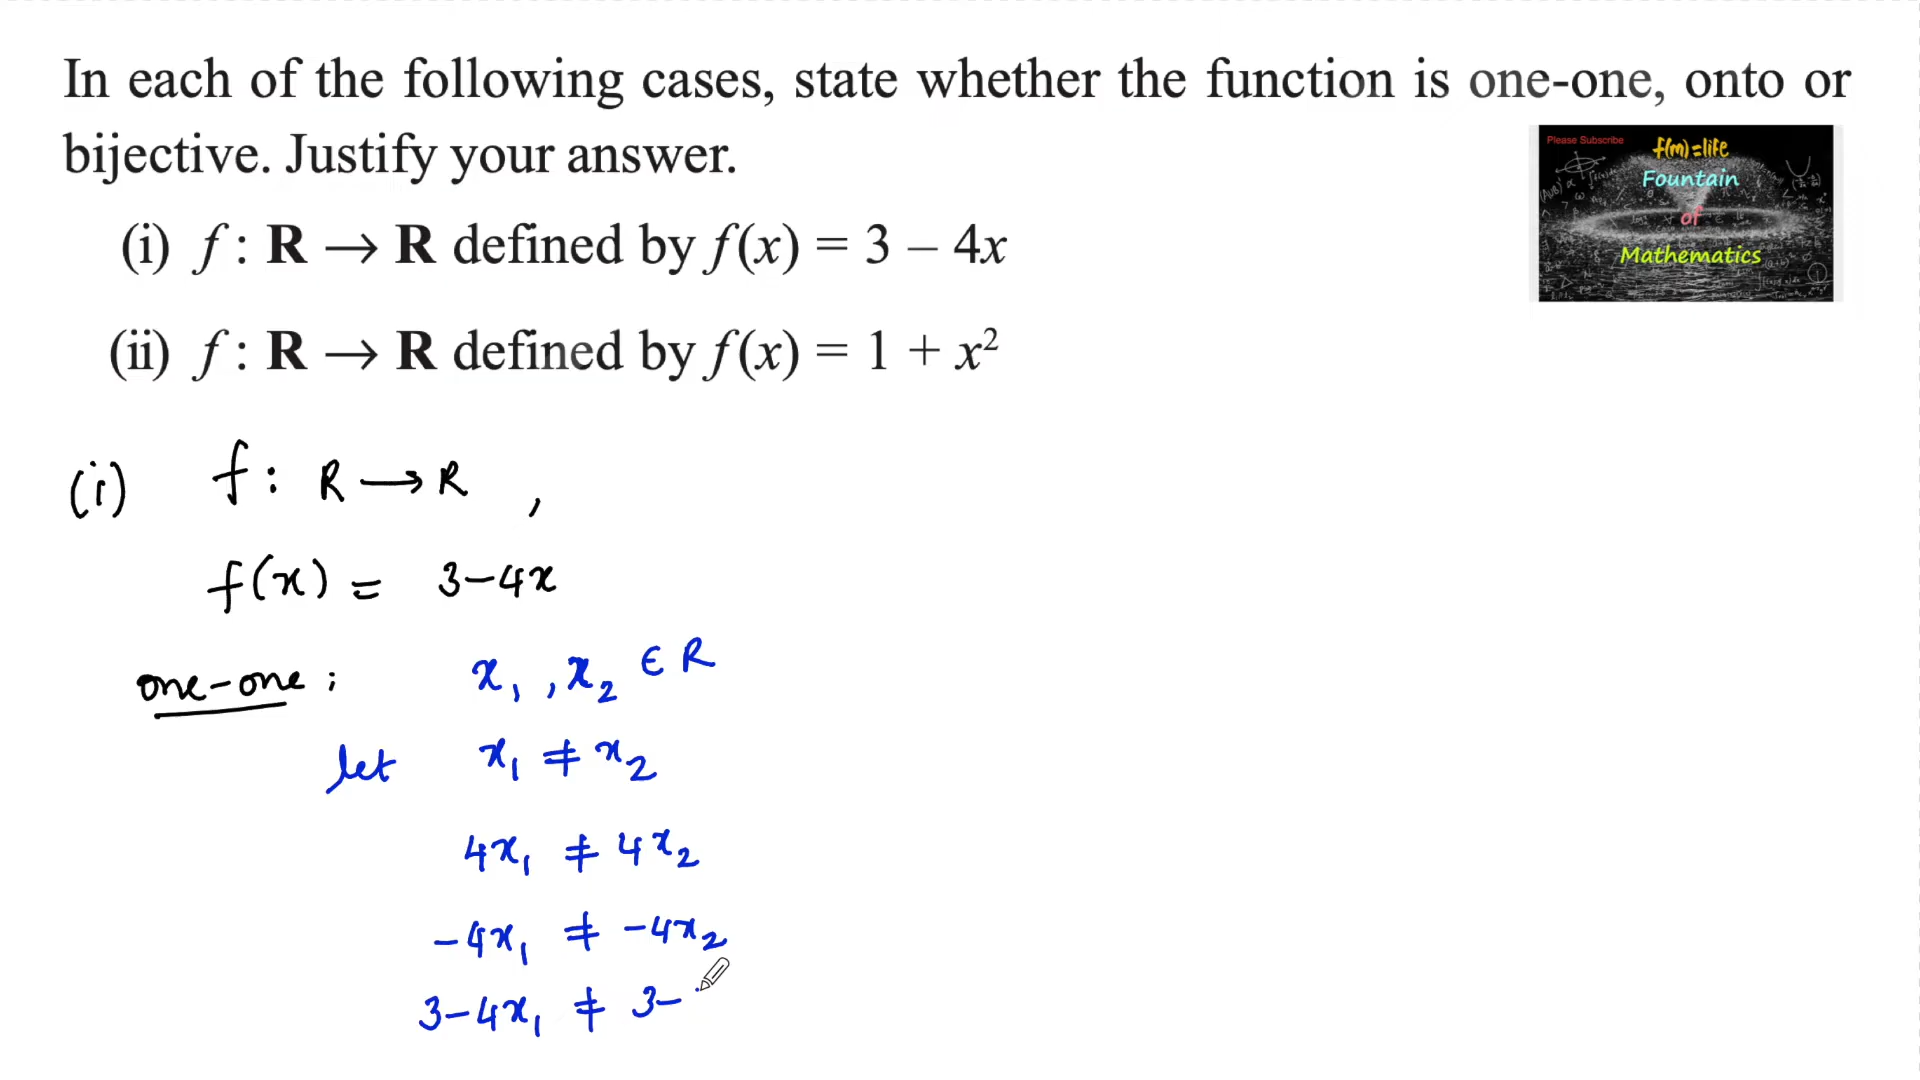 In each of the following cases, state whether the function is one-one, onto or
bijective. Justify your answer.
Please Subscribe
f(m)=life
Fountain
of
Mathematics
(i) f : R → R defined by f(x) = 3 – 4x
(ii) f : R → R defined by f(x) = 1 + x²
(i) f : R → R ,
f(x) = 3-4x
one-one : x₁ , x₂ ∈ R
let x₁ ≠ x₂
4x₁ ≠ 4x₂
-4x₁ ≠ -4x₂
3-4x₁ ≠ 3-